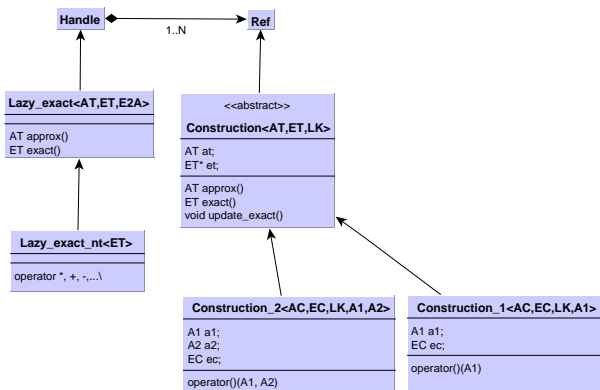 Handle
Ref
1..N
Lazy_exact<AT,ET,E2A>
AT approx()
ET exact()
<<abstract>>
Construction<AT,ET,LK>
AT at;
ET* et;
AT approx()
ET exact()
void update_exact()
Lazy_exact_nt<ET>
operator *, +, -,...\
Construction_2<AC,EC,LK,A1,A2>
A1 a1;
A2 a2;
EC ec;
operator()(A1, A2)
Construction_1<AC,EC,LK,A1>
A1 a1;
EC ec;
operator()(A1)